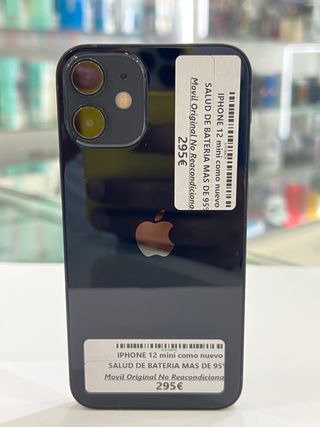 IPHONE 12 mini como nuevo
SALUD DE BATERIA MAS DE 95%
Movil Original No Reacondiciona
295€
IPHONE 12 mini como nuevo
SALUD DE BATERIA MAS DE 95%
Movil Original No Reacondiciona
295€